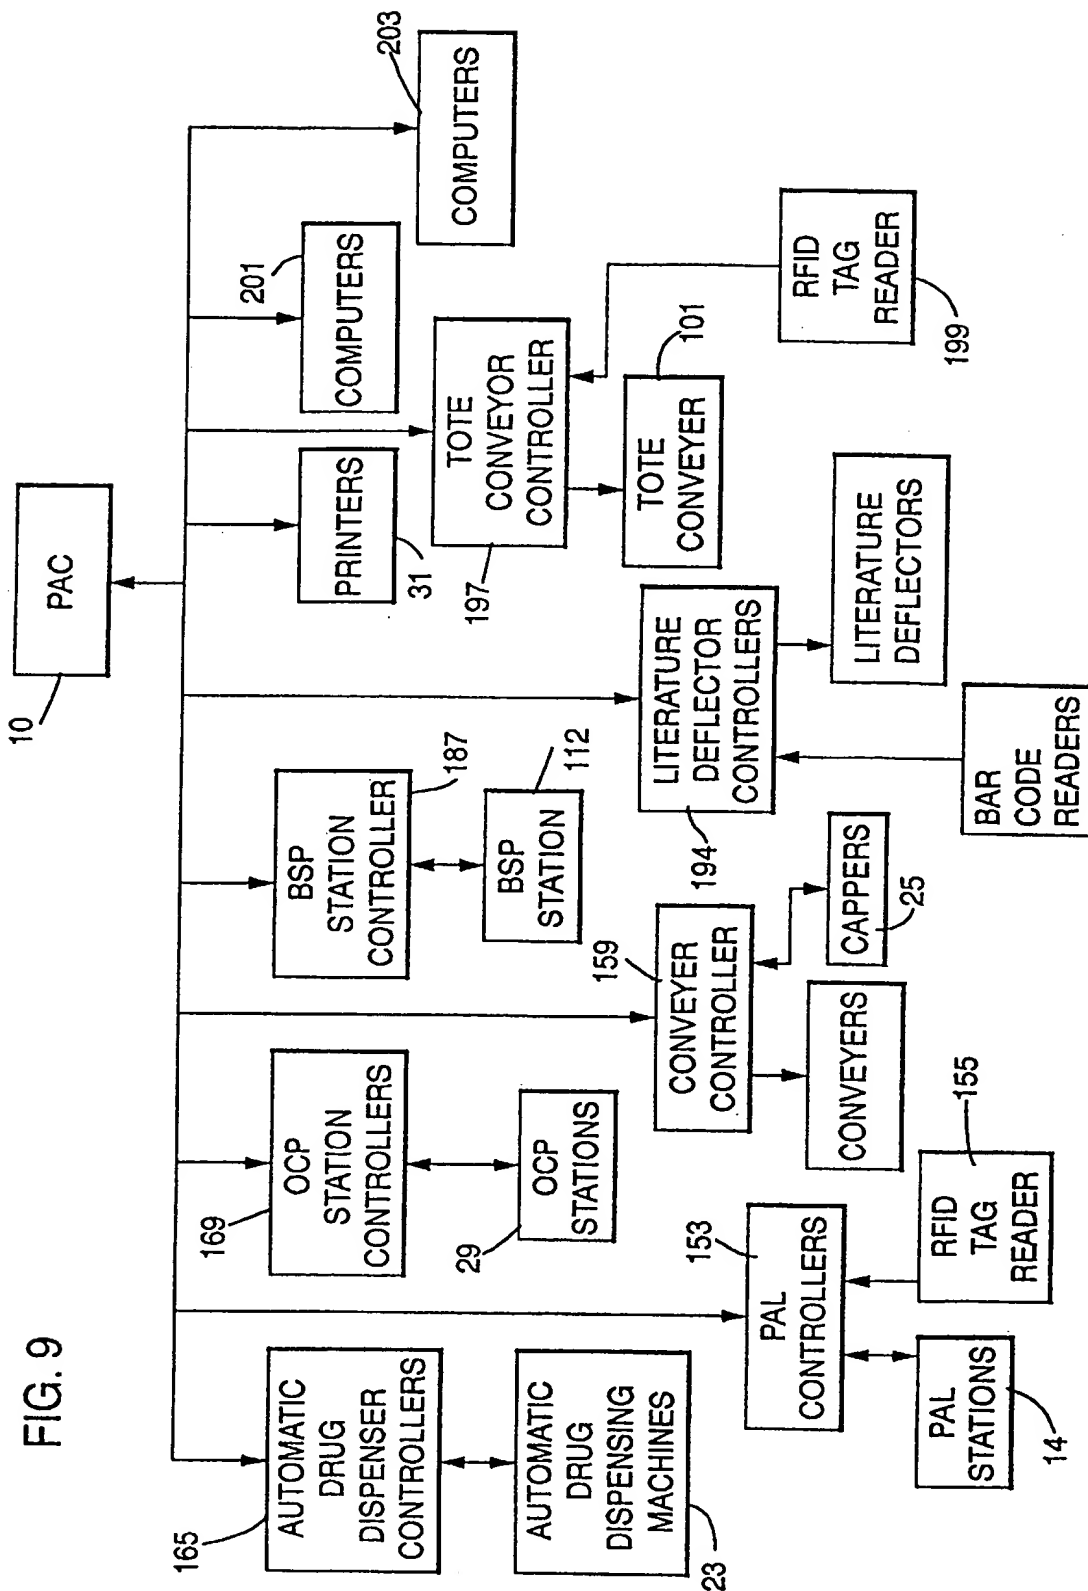 FIG. 9
10
PAC
165
AUTOMATIC
DRUG
DISPENSER
CONTROLLERS
AUTOMATIC
DRUG
DISPENSING
MACHINES
23
169
OCP
STATION
CONTROLLERS
29
OCP
STATIONS
BSP
STATION
CONTROLLER
187
BSP
STATION
112
PRINTERS
31
201
COMPUTERS
203
COMPUTERS
TOTE
CONVEYOR
CONTROLLER
197
TOTE
CONVEYER
101
RFID
TAG
READER
199
153
PAL
CONTROLLERS
PAL
STATIONS
14
RFID
TAG
READER
155
159
CONVEYER
CONTROLLER
CONVEYERS
CAPPERS
25
LITERATURE
DEFLECTOR
CONTROLLERS
194
LITERATURE
DEFLECTORS
BAR
CODE
READERS